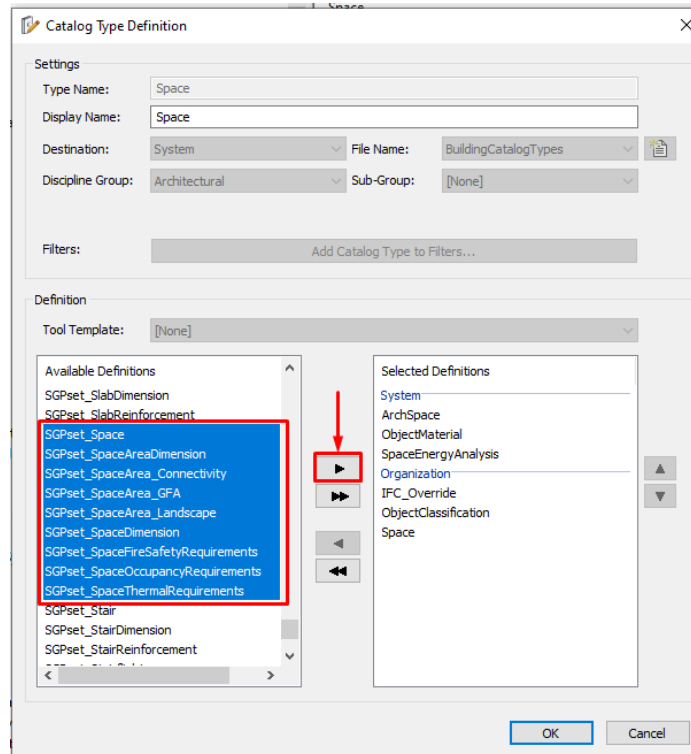 Space
Catalog Type Definition
Settings
Type Name: Space
Display Name: Space
Destination: System File Name: BuildingCatalogTypes
Discipline Group: Architectural Sub-Group: [None]
Filters: Add Catalog Type to Filters...
Definition
Tool Template: [None]
Available Definitions
SGPset_SlabDimension
SGPset_SlabReinforcement
SGPset_Space
SGPset_SpaceAreaDimension
SGPset_SpaceArea_Connectivity
SGPset_SpaceArea_GFA
SGPset_SpaceArea_Landscape
SGPset_SpaceDimension
SGPset_SpaceFireSafetyRequirements
SGPset_SpaceOccupancyRequirements
SGPset_SpaceThermalRequirements
SGPset_Stair
SGPset_StairDimension
SGPset_StairReinforcement
Selected Definitions
System
ArchSpace
ObjectMaterial
SpaceEnergyAnalysis
Organization
IFC_Override
ObjectClassification
Space
OK Cancel